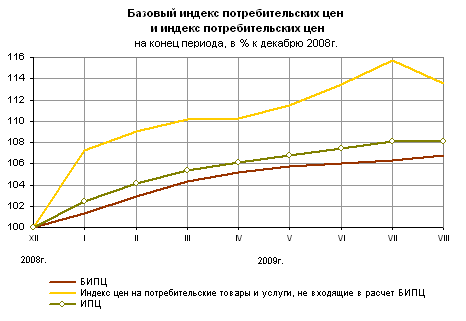 Базовый индекс потребительских цен
и индекс потребительских цен
на конец периода, в % к декабрю 2008г.
116
114
112
110
108
106
104
102
100
XII I II III IV V VI VII VIII
2008г. 2009г.
БИПЦ
Индекс цен на потребительские товары и услуги, не входящие в расчет БИПЦ
ИПЦ